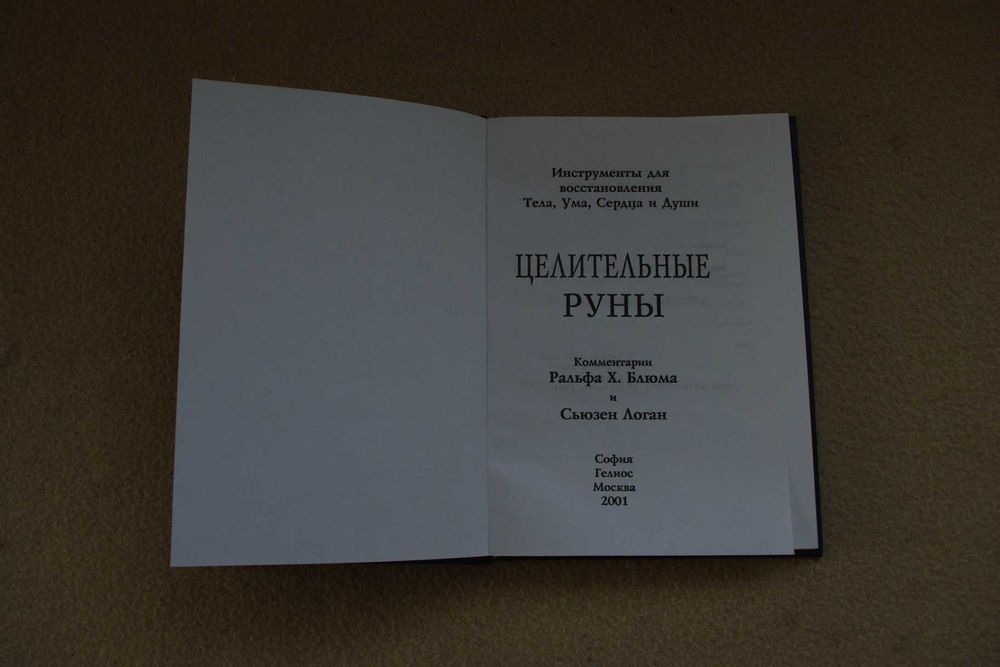 Инструменты для
восстановления
Тела, Ума, Сердца и Души
ЦЕЛИТЕЛЬНЫЕ
РУНЫ
Комментарии
Ральфа Х. Блюма
и
Сьюзен Логан
София
Гелиос
Москва
2001